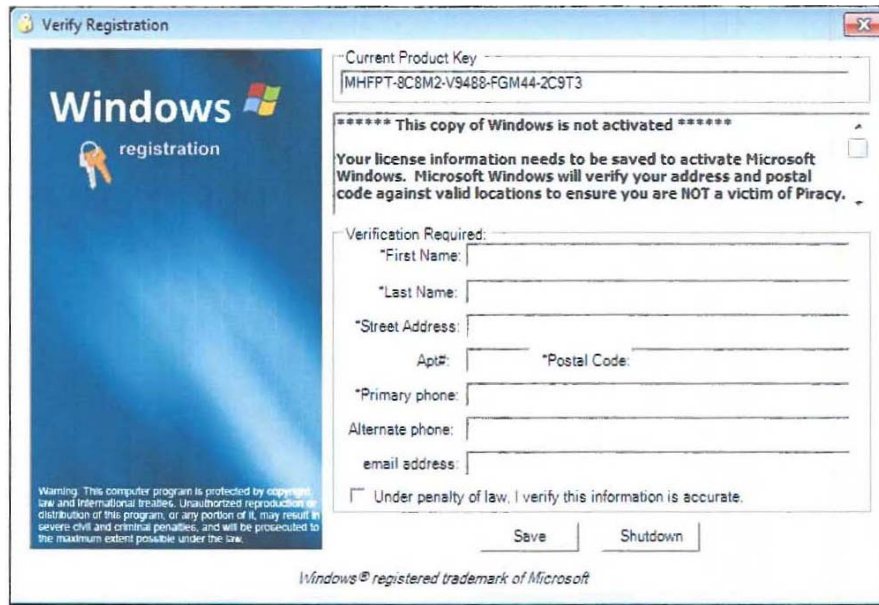 Verify Registration
Windows
registration
Warning: This computer program is protected by copyright
law and international treaties. Unauthorized reproduction or
distribution of this program, or any portion of it, may result in
severe civil and criminal penalties, and will be prosecuted to
the maximum extent possible under the law.
Current Product Key
MHFPT-8C8M2-V9488-FGM44-2C9T3
****** This copy of Windows is not activated ******
Your license information needs to be saved to activate Microsoft
Windows. Microsoft Windows will verify your address and postal
code against valid locations to ensure you are NOT a victim of Piracy.
Verification Required:
*First Name:
*Last Name:
*Street Address:
Apt#: *Postal Code:
*Primary phone:
Alternate phone:
email address:
Under penalty of law, I verify this information is accurate.
Save Shutdown
Windows® registered trademark of Microsoft